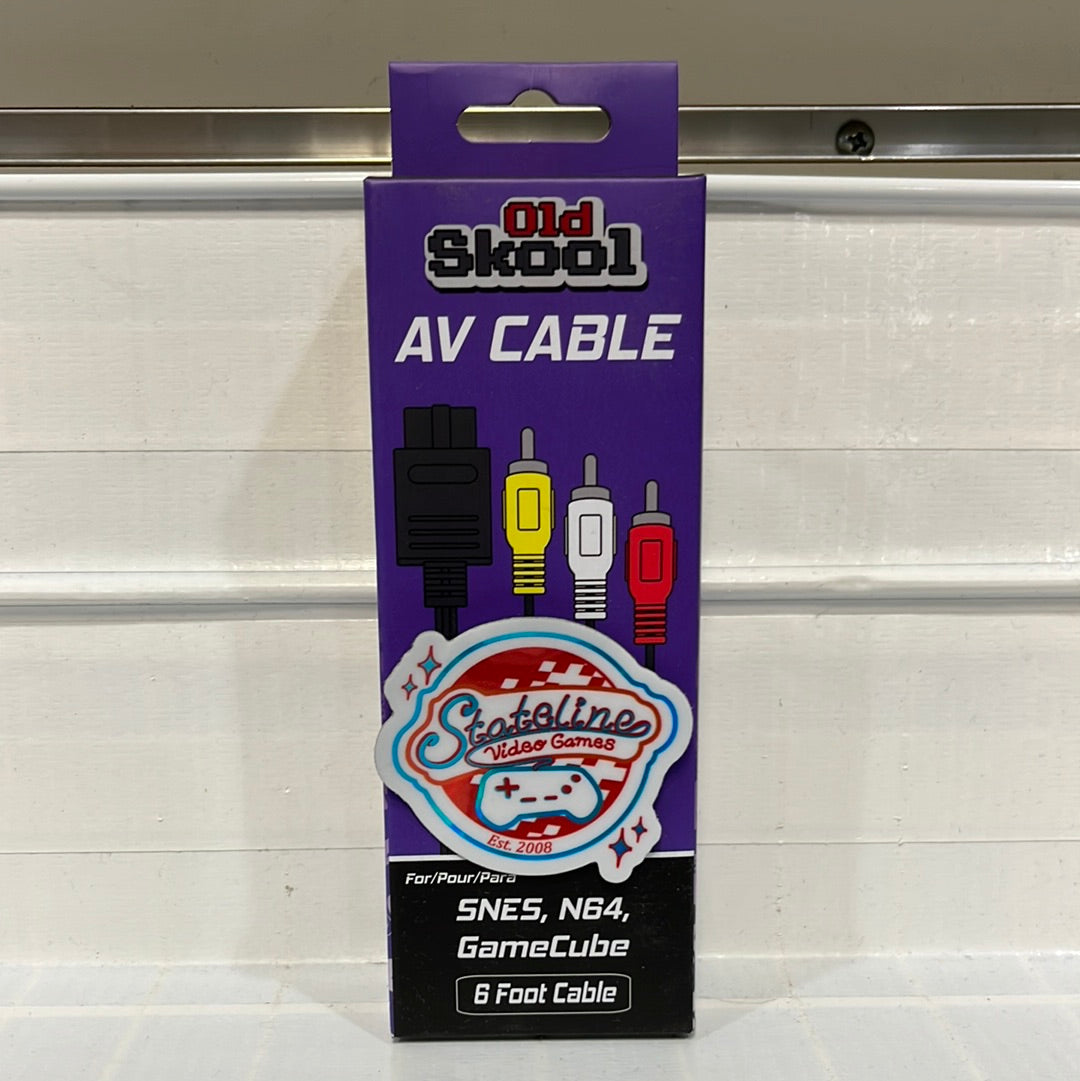 Old
Skool
AV CABLE
Stateline
Video Games
Est. 2008
For/Pour/Para
SNES, N64,
GameCube
6 Foot Cable